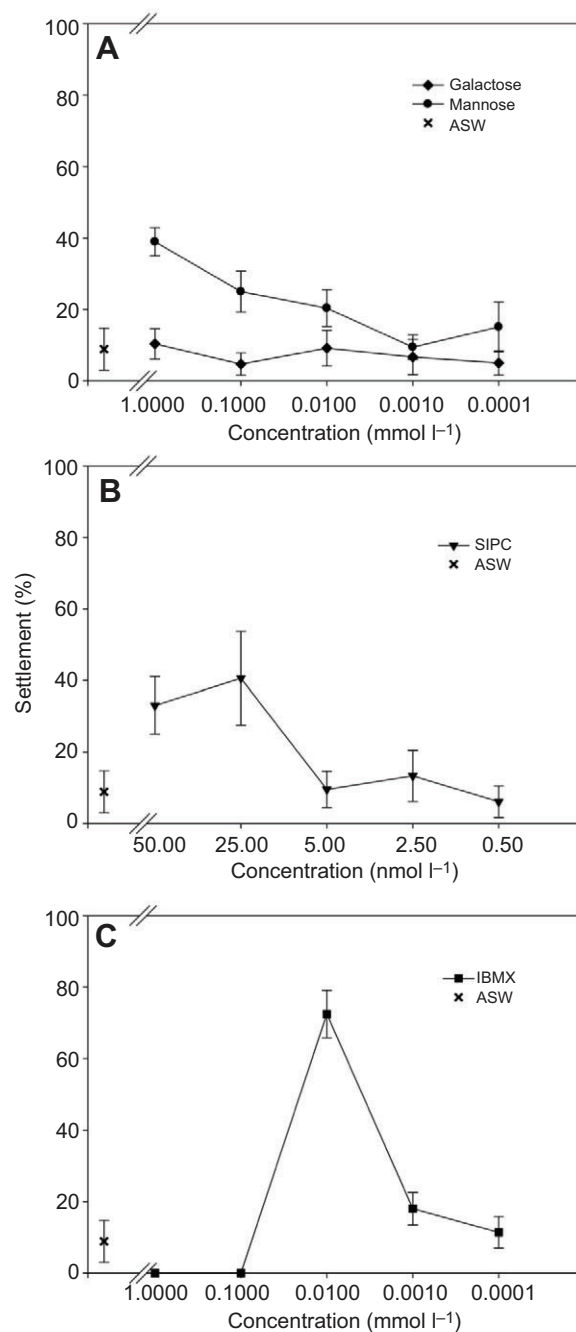 100
A
80
60
40
20
0
Galactose
Mannose
ASW
1.0000 0.1000 0.0100 0.0010 0.0001
Concentration (mmol l–1)
Settlement (%)
100
B
80
60
40
20
0
SIPC
ASW
50.00 25.00 5.00 2.50 0.50
Concentration (nmol l–1)
100
C
80
60
40
20
0
IBMX
ASW
1.0000 0.1000 0.0100 0.0010 0.0001
Concentration (mmol l–1)